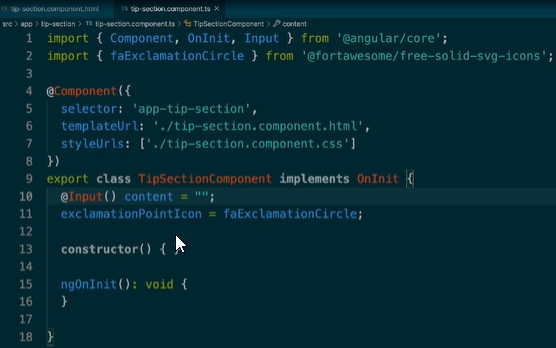 tip-section.component.html
TS tip-section.component.ts ×
src > app > tip-section > TS tip-section.component.ts > TipSectionComponent > content
1 import { Component, OnInit, Input } from '@angular/core';
2 import { faExclamationCircle } from '@fortawesome/free-solid-svg-icons';
3
4 @Component({
5 selector: 'app-tip-section',
6 templateUrl: './tip-section.component.html',
7 styleUrls: ['./tip-section.component.css']
8 })
9 export class TipSectionComponent implements OnInit {
10 @Input() content = "";
11 exclamationPointIcon = faExclamationCircle;
12
13 constructor() { }
14
15 ngOnInit(): void {
16 }
17
18 }